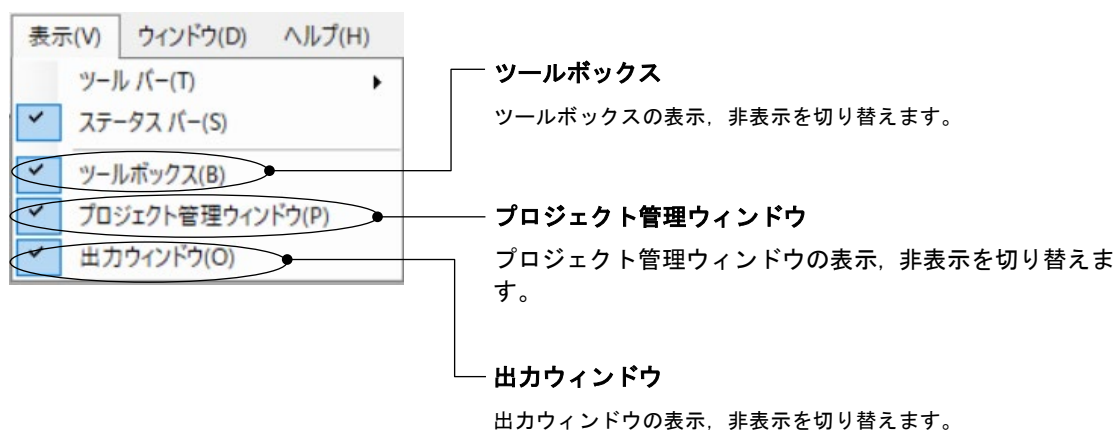 表示(V) ウィンドウ(D) ヘルプ(H)
ツール バー(T)
ステータス バー(S)
ツールボックス(B)
プロジェクト管理ウィンドウ(P)
出力ウィンドウ(O)
ツールボックス
ツールボックスの表示，非表示を切り替えます。
プロジェクト管理ウィンドウ
プロジェクト管理ウィンドウの表示，非表示を切り替えま
す。
出力ウィンドウ
出力ウィンドウの表示，非表示を切り替えます。